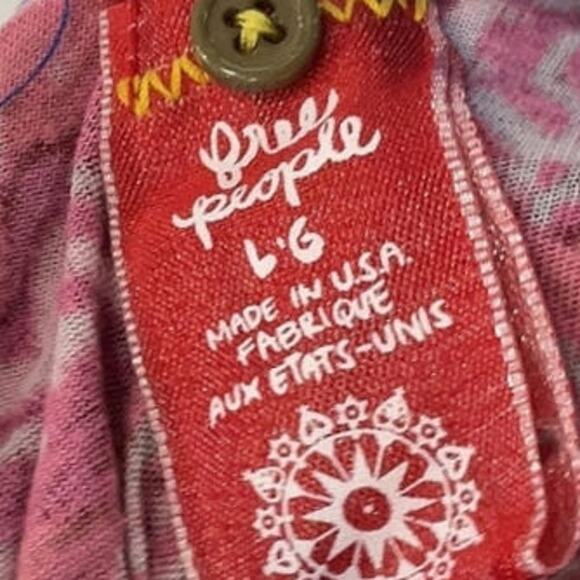 free
people
L·G
MADE IN U.S.A.
FABRIQUE
AUX ETATS-UNIS